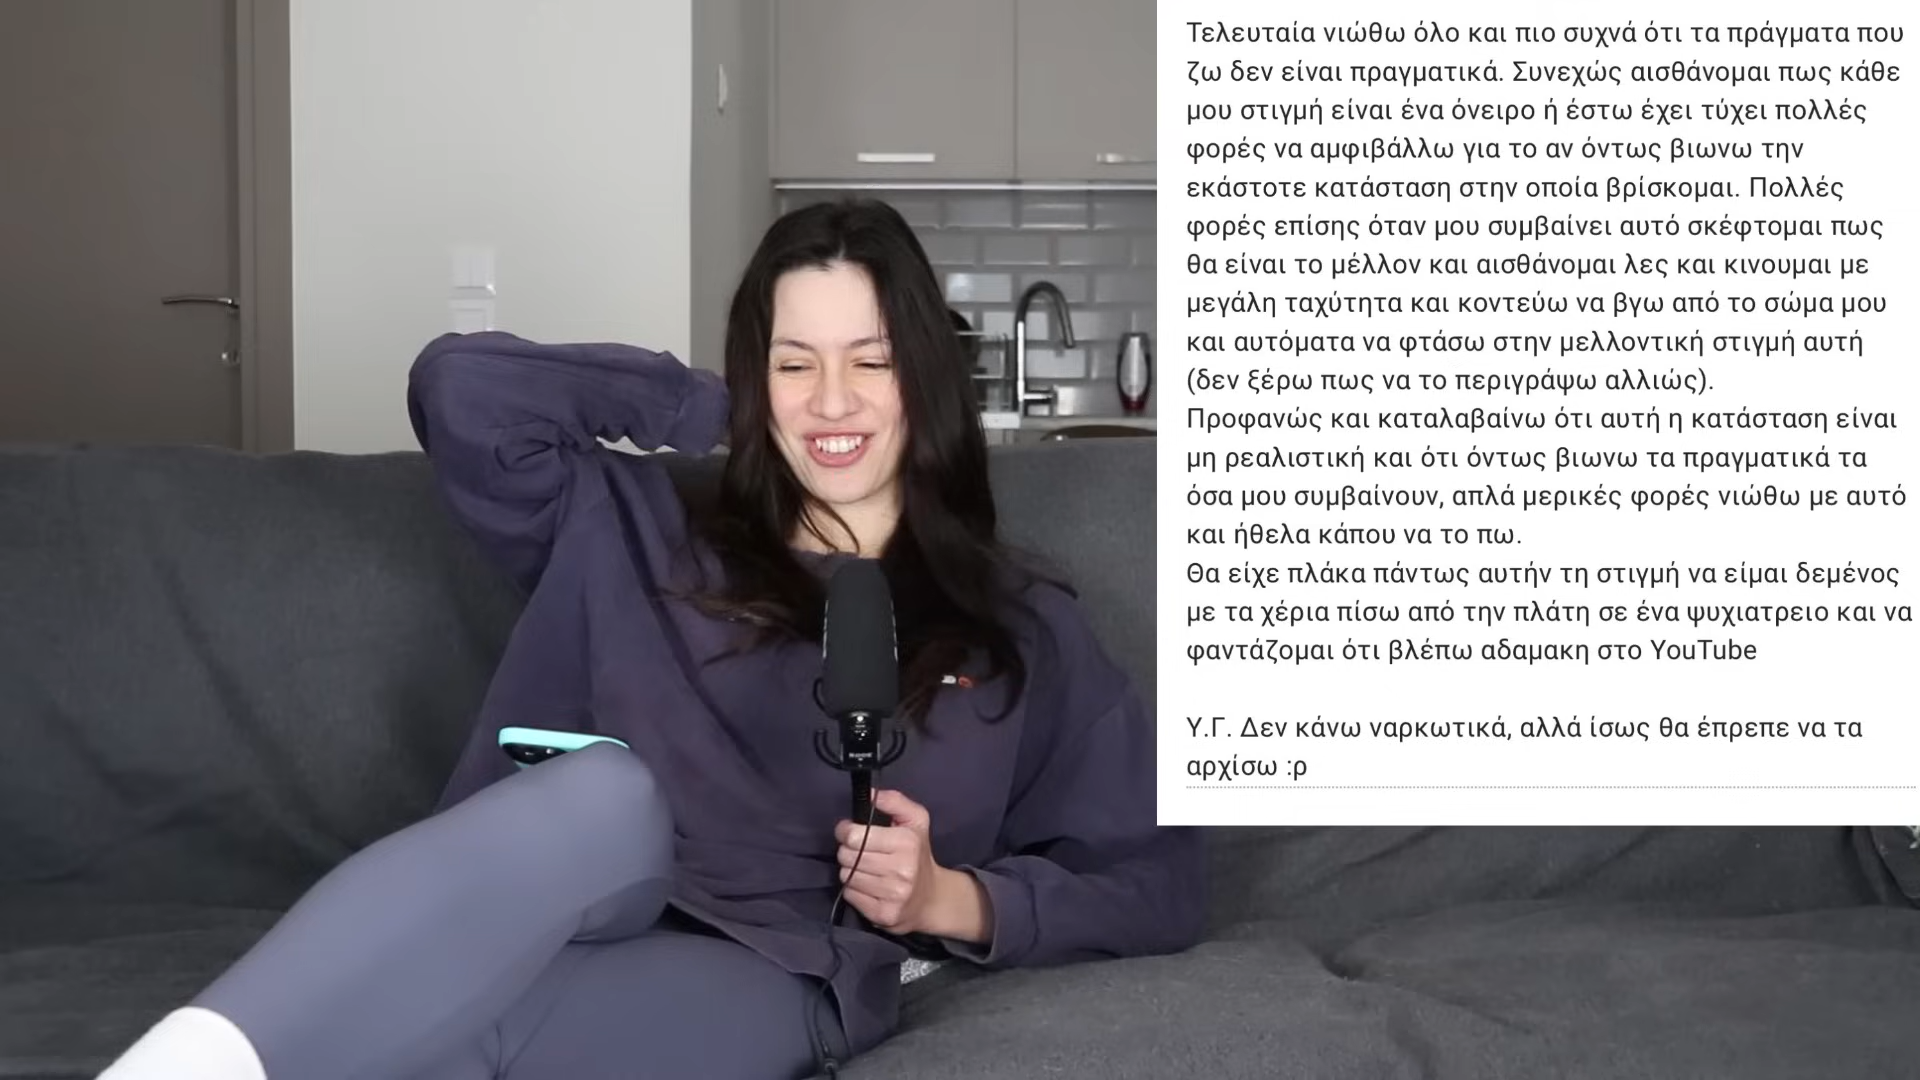 Τελευταία νιώθω όλο και πιο συχνά ότι τα πράγματα που
ζω δεν είναι πραγματικά. Συνεχώς αισθάνομαι πως κάθε
μου στιγμή είναι ένα όνειρο ή έστω έχει τύχει πολλές
φορές να αμφιβάλλω για το αν όντως βιωνω την
εκάστοτε κατάσταση στην οποία βρίσκομαι. Πολλές
φορές επίσης όταν μου συμβαίνει αυτό σκέφτομαι πως
θα είναι το μέλλον και αισθάνομαι λες και κινουμαι με
μεγάλη ταχύτητα και κοντεύω να βγω από το σώμα μου
και αυτόματα να φτάσω στην μελλοντική στιγμή αυτή
(δεν ξέρω πως να το περιγράψω αλλιώς).
Προφανώς και καταλαβαίνω ότι αυτή η κατάσταση είναι
μη ρεαλιστική και ότι όντως βιωνω τα πραγματικά τα
όσα μου συμβαίνουν, απλά μερικές φορές νιώθω με αυτό
και ήθελα κάπου να το πω.
Θα είχε πλάκα πάντως αυτήν τη στιγμή να είμαι δεμένος
με τα χέρια πίσω από την πλάτη σε ένα ψυχιατρειο και να
φαντάζομαι ότι βλέπω αδαμακη στο YouTube
Υ.Γ. Δεν κάνω ναρκωτικά, αλλά ίσως θα έπρεπε να τα
αρχίσω :p
RODE